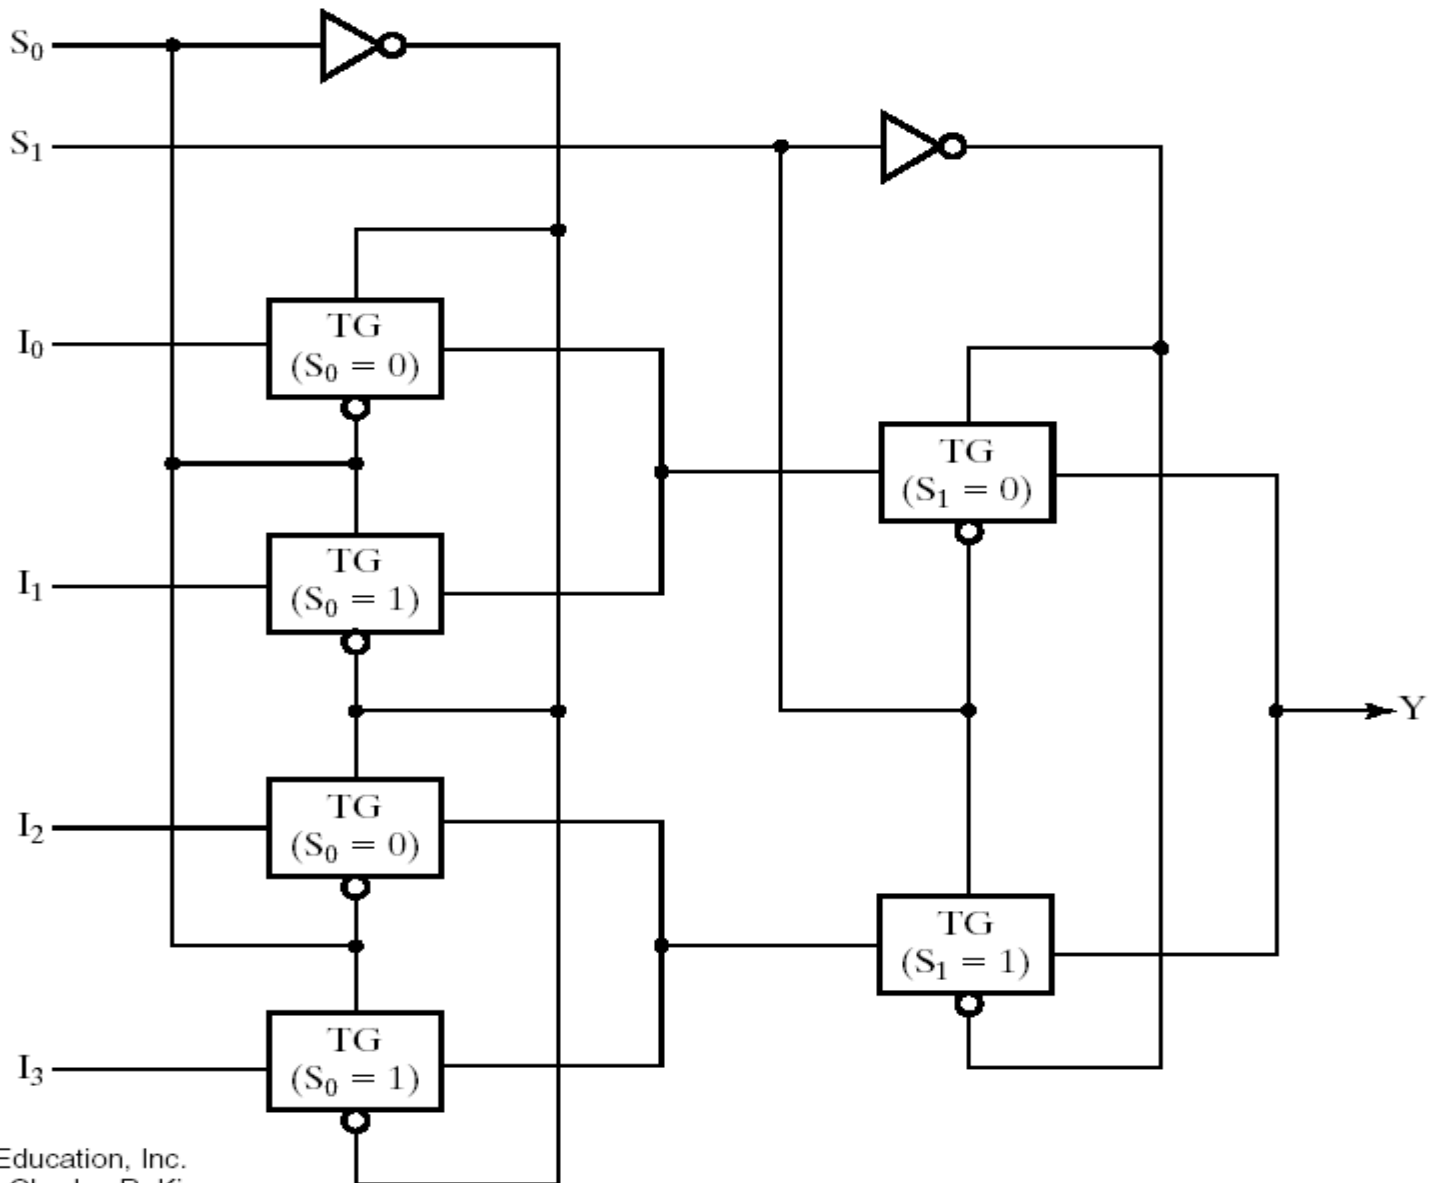 S₀
S₁
I₀
TG
(S₀ = 0)
TG
(S₁ = 0)
I₁
TG
(S₀ = 1)
Y
I₂
TG
(S₀ = 0)
TG
(S₁ = 1)
I₃
TG
(S₀ = 1)
Education, Inc.